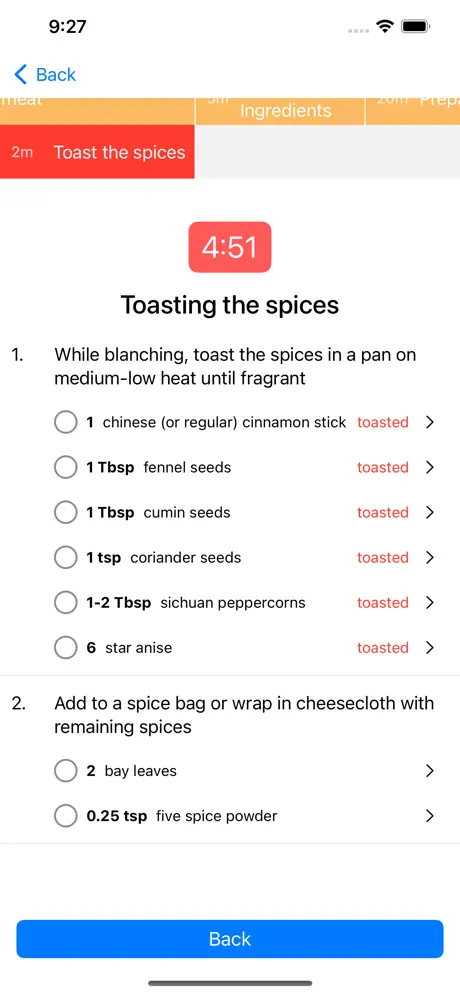 9:27
Back
meat
5m
Ingredients
20m Prep
2m Toast the spices
4:51
Toasting the spices
1. While blanching, toast the spices in a pan on
medium-low heat until fragrant
1 chinese (or regular) cinnamon stick toasted
1 Tbsp fennel seeds toasted
1 Tbsp cumin seeds toasted
1 tsp coriander seeds toasted
1-2 Tbsp sichuan peppercorns toasted
6 star anise toasted
2. Add to a spice bag or wrap in cheesecloth with
remaining spices
2 bay leaves
0.25 tsp five spice powder
Back